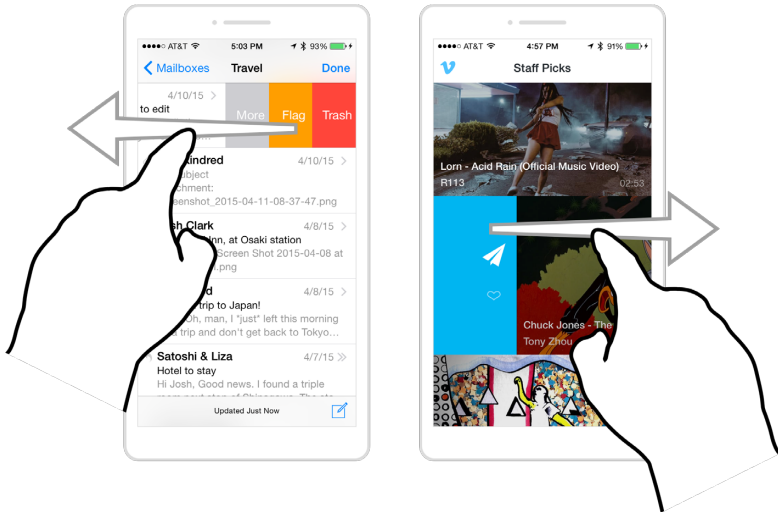 AT&T 5:03 PM 93%
Mailboxes Travel Done
4/10/15
to edit
More Flag Trash
indred 4/10/15
ubject
chment:
eenshot_2015-04-11-08-37-47.png
sh Clark 4/8/15
Inn, at Osaki station
Screen Shot 2015-04-08 at
.png
d 4/8/15
trip to Japan!
Oh, man, I *just* left this morning
trip and don't get back to Tokyo…
Satoshi & Liza 4/7/15
Hotel to stay
Hi Josh, Good news. I found a triple
Updated Just Now
AT&T 4:57 PM 91%
Staff Picks
Lorn - Acid Rain (Official Music Video)
R113 02:53
Chuck Jones - The
Tony Zhou